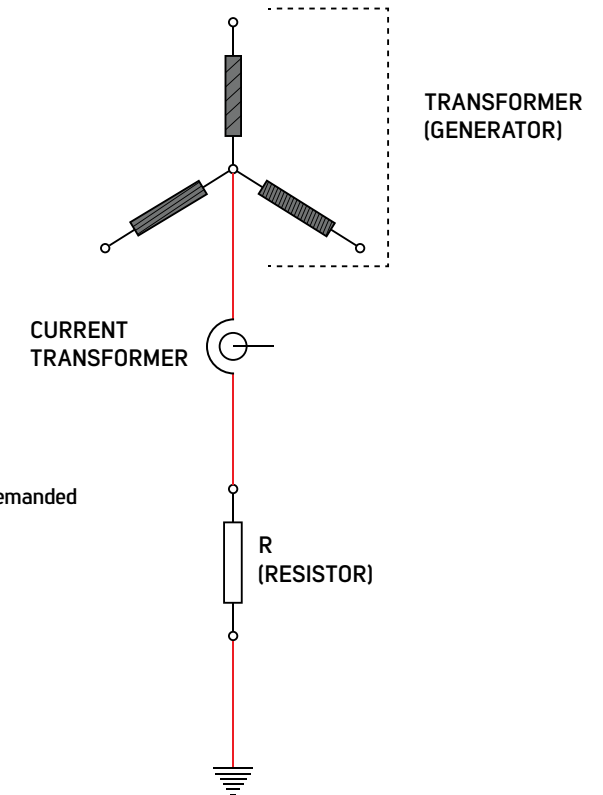 TRANSFORMER
(GENERATOR)
CURRENT
TRANSFORMER
emanded
R
(RESISTOR)